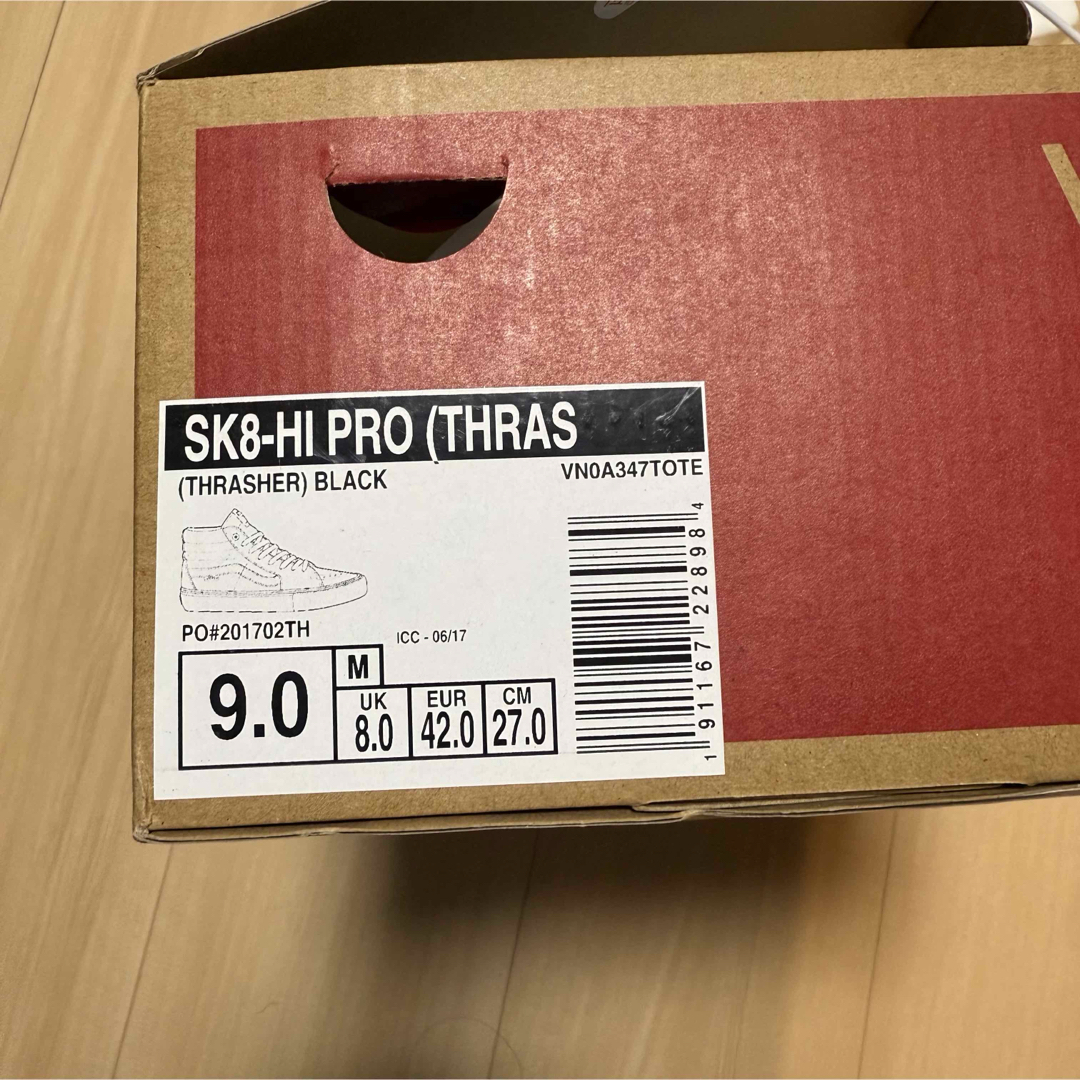 SK8-HI PRO (THRAS
(THRASHER) BLACK
VN0A347TOTE
PO#201702TH
ICC - 06/17
9.0
M
UK
8.0
EUR
42.0
CM
27.0
1 91167 22898 4